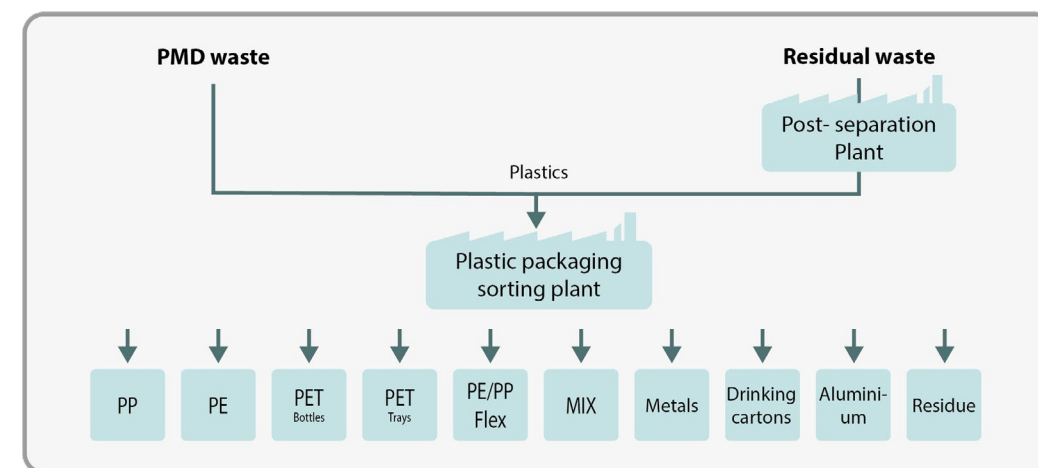 PMD waste
Residual waste
Post- separation
Plant
Plastics
Plastic packaging
sorting plant
PP
PE
PET
Bottles
PET
Trays
PE/PP
Flex
MIX
Metals
Drinking
cartons
Alumini-
um
Residue